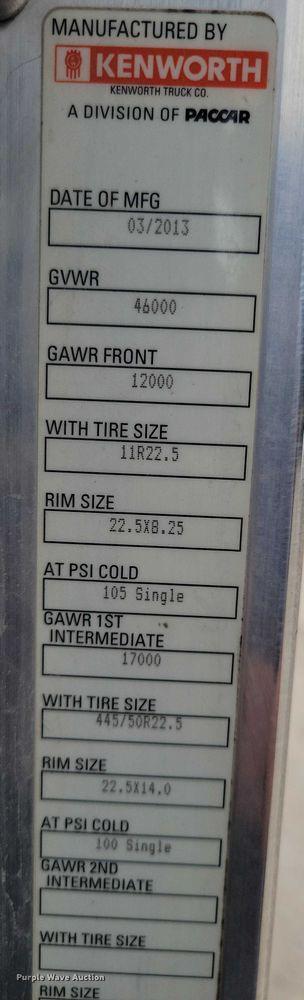 MANUFACTURED BY
KENWORTH
KENWORTH TRUCK CO.
A DIVISION OF PACCAR
DATE OF MFG
03/2013
GVWR
46000
GAWR FRONT
12000
WITH TIRE SIZE
11R22.5
RIM SIZE
22.5X8.25
AT PSI COLD
105 Single
GAWR 1ST
INTERMEDIATE
17000
WITH TIRE SIZE
445/50R22.5
RIM SIZE
22.5X14.0
AT PSI COLD
100 Single
GAWR 2ND
INTERMEDIATE
WITH TIRE SIZE
Purple Wave Auction
RIM SIZE